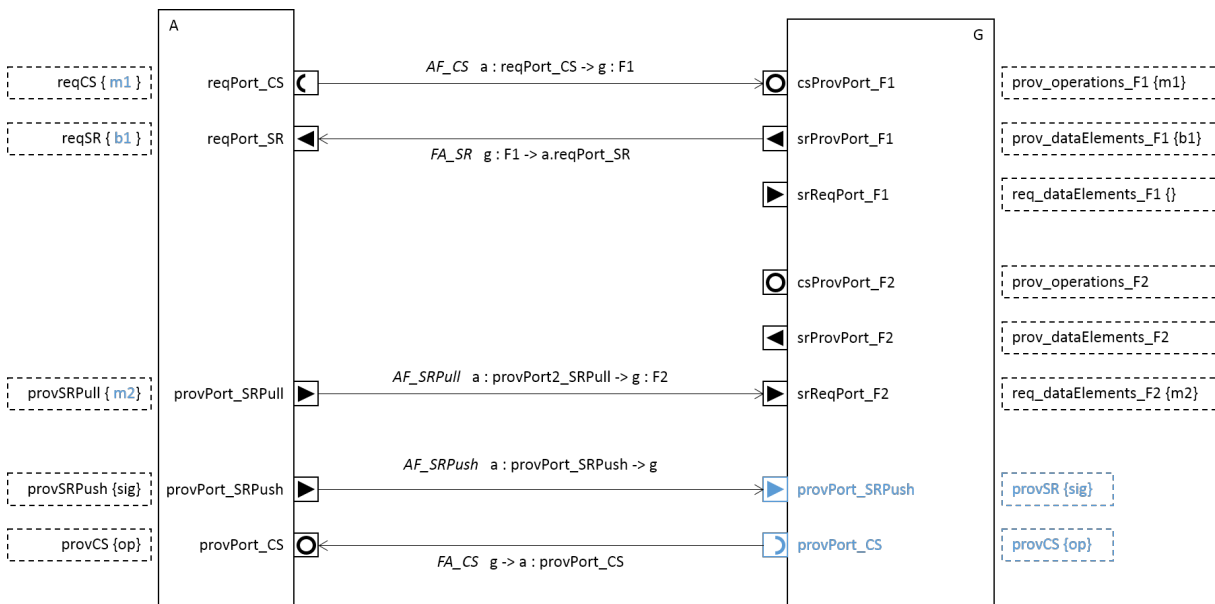 A
G
AF_CS a : reqPort_CS -> g : F1
reqCS { m1 }
reqPort_CS
csProvPort_F1
prov_operations_F1 {m1}
reqSR { b1 }
reqPort_SR
srProvPort_F1
prov_dataElements_F1 {b1}
FA_SR g : F1 -> a.reqPort_SR
srReqPort_F1
req_dataElements_F1 {}
csProvPort_F2
prov_operations_F2
srProvPort_F2
prov_dataElements_F2
AF_SRPull a : provPort2_SRPull -> g : F2
provSRPull { m2}
provPort_SRPull
srReqPort_F2
req_dataElements_F2 {m2}
AF_SRPush a : provPort_SRPush -> g
provSRPush {sig}
provPort_SRPush
provPort_SRPush
provSR {sig}
provCS {op}
provPort_CS
provPort_CS
provCS {op}
FA_CS g -> a : provPort_CS